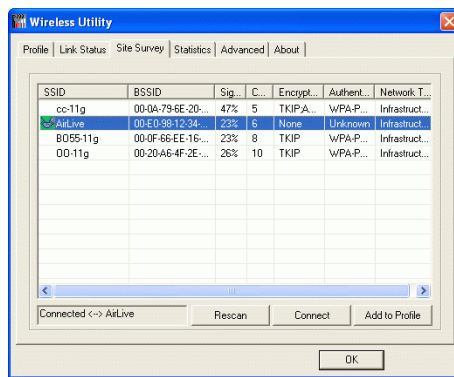 Wireless Utility
Profile Link Status Site Survey Statistics Advanced About
SSID BSSID Sig... C... Encrypt... Authent... Network T...
cc-11g 00-0A-79-6E-20-... 47% 5 TKIP,A... WPA-P... Infrastruct...
AirLive 00-E0-98-12-34-... 23% 6 None Unknown Infrastruct...
BO55-11g 00-0F-66-EE-16-... 23% 8 TKIP WPA-P... Infrastruct...
OO-11g 00-20-A6-4F-2E-... 26% 10 TKIP WPA-P... Infrastruct...
Connected <--> AirLive Rescan Connect Add to Profile
OK